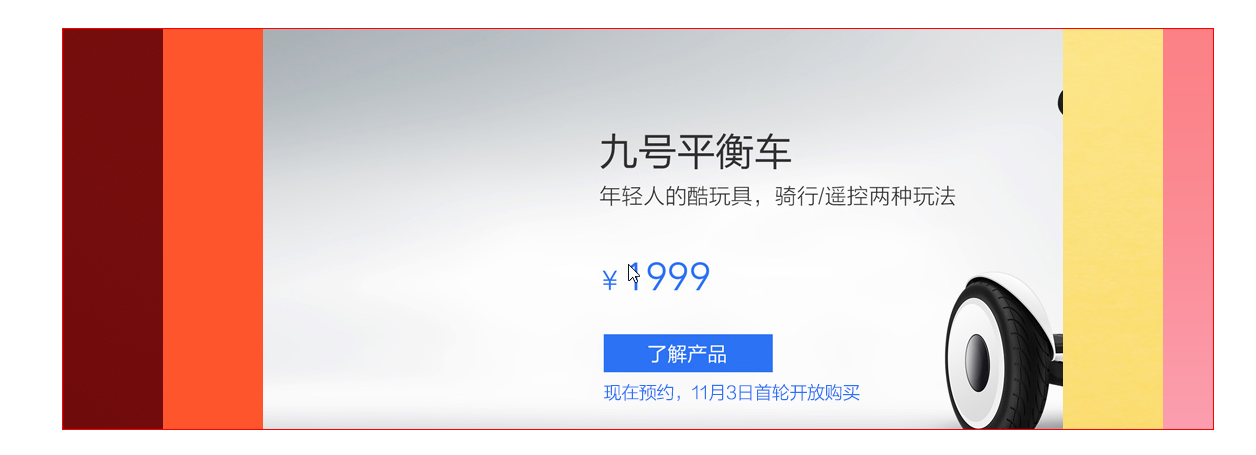 九号平衡车
年轻人的酷玩具，骑行/遥控两种玩法
¥ 1999
了解产品
现在预约，11月3日首轮开放购买